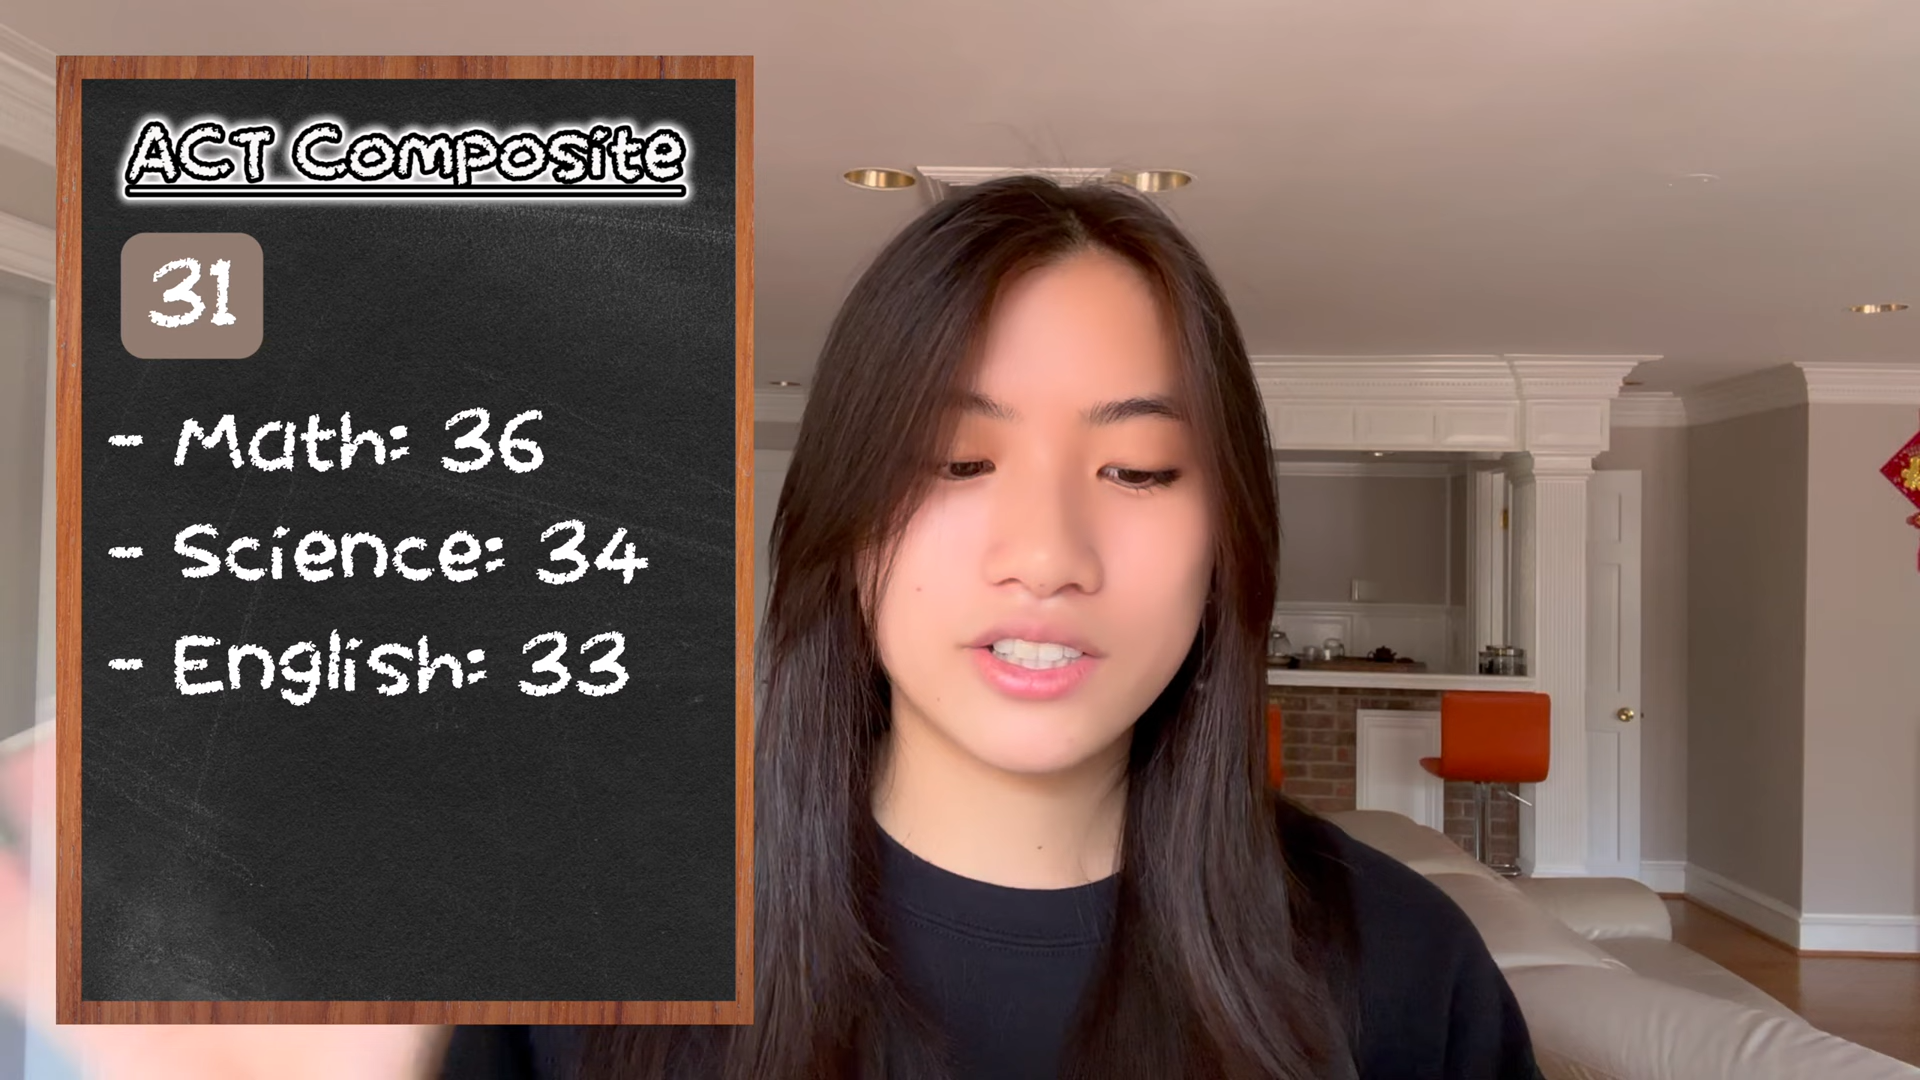 ACT Composite
31
- Math: 36
- Science: 34
- English: 33